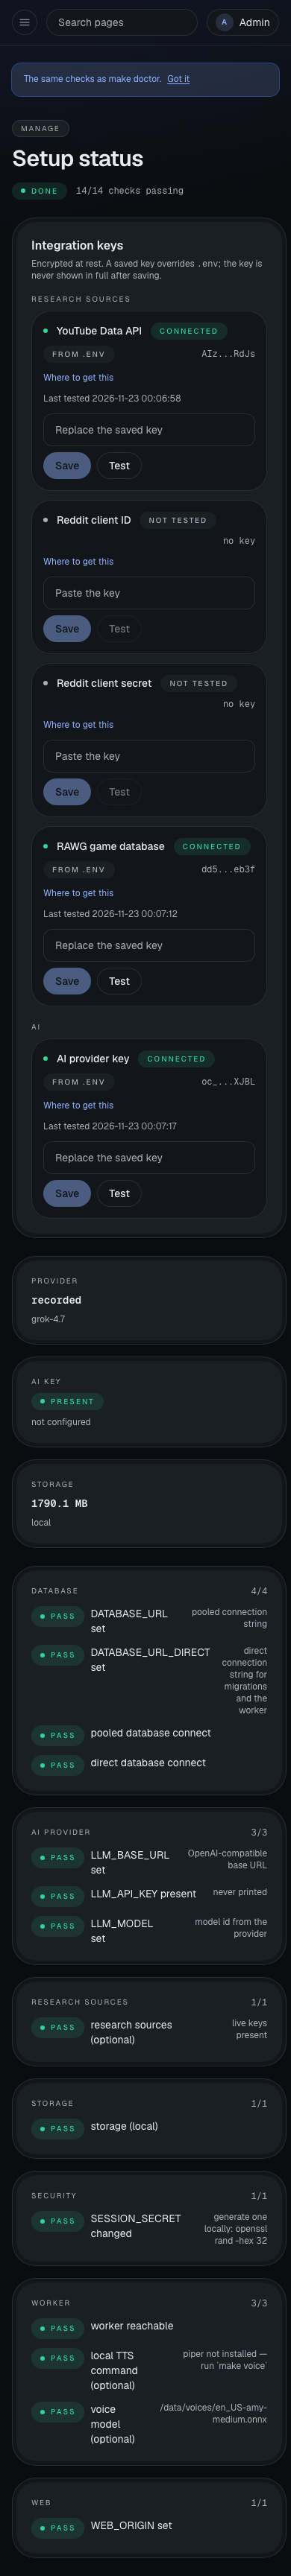 Search pages
A Admin
The same checks as make doctor. Got it
MANAGE
Setup status
DONE 14/14 checks passing
Integration keys
Encrypted at rest. A saved key overrides .env; the key is
never shown in full after saving.
RESEARCH SOURCES
YouTube Data API CONNECTED
FROM .ENV AIz...RdJs
Where to get this
Last tested 2026-11-23 00:06:58
Replace the saved key
Save Test
Reddit client ID NOT TESTED
no key
Where to get this
Paste the key
Save Test
Reddit client secret NOT TESTED
no key
Where to get this
Paste the key
Save Test
RAWG game database CONNECTED
FROM .ENV dd5...eb3f
Where to get this
Last tested 2026-11-23 00:07:12
Replace the saved key
Save Test
AI
AI provider key CONNECTED
FROM .ENV oc_...XJBL
Where to get this
Last tested 2026-11-23 00:07:17
Replace the saved key
Save Test
PROVIDER
recorded
grok-4.7
AI KEY
PRESENT
not configured
STORAGE
1790.1 MB
local
DATABASE 4/4
PASS DATABASE_URL set pooled connection string
PASS DATABASE_URL_DIRECT set direct connection string for migrations and the worker
PASS pooled database connect
PASS direct database connect
AI PROVIDER 3/3
PASS LLM_BASE_URL set OpenAI-compatible base URL
PASS LLM_API_KEY present never printed
PASS LLM_MODEL set model id from the provider
RESEARCH SOURCES 1/1
PASS research sources (optional) live keys present
STORAGE 1/1
PASS storage (local)
SECURITY 1/1
PASS SESSION_SECRET changed generate one locally: openssl rand -hex 32
WORKER 3/3
PASS worker reachable
PASS local TTS command (optional) piper not installed — run `make voice`
PASS voice model (optional) /data/voices/en_US-amy-medium.onnx
WEB 1/1
PASS WEB_ORIGIN set